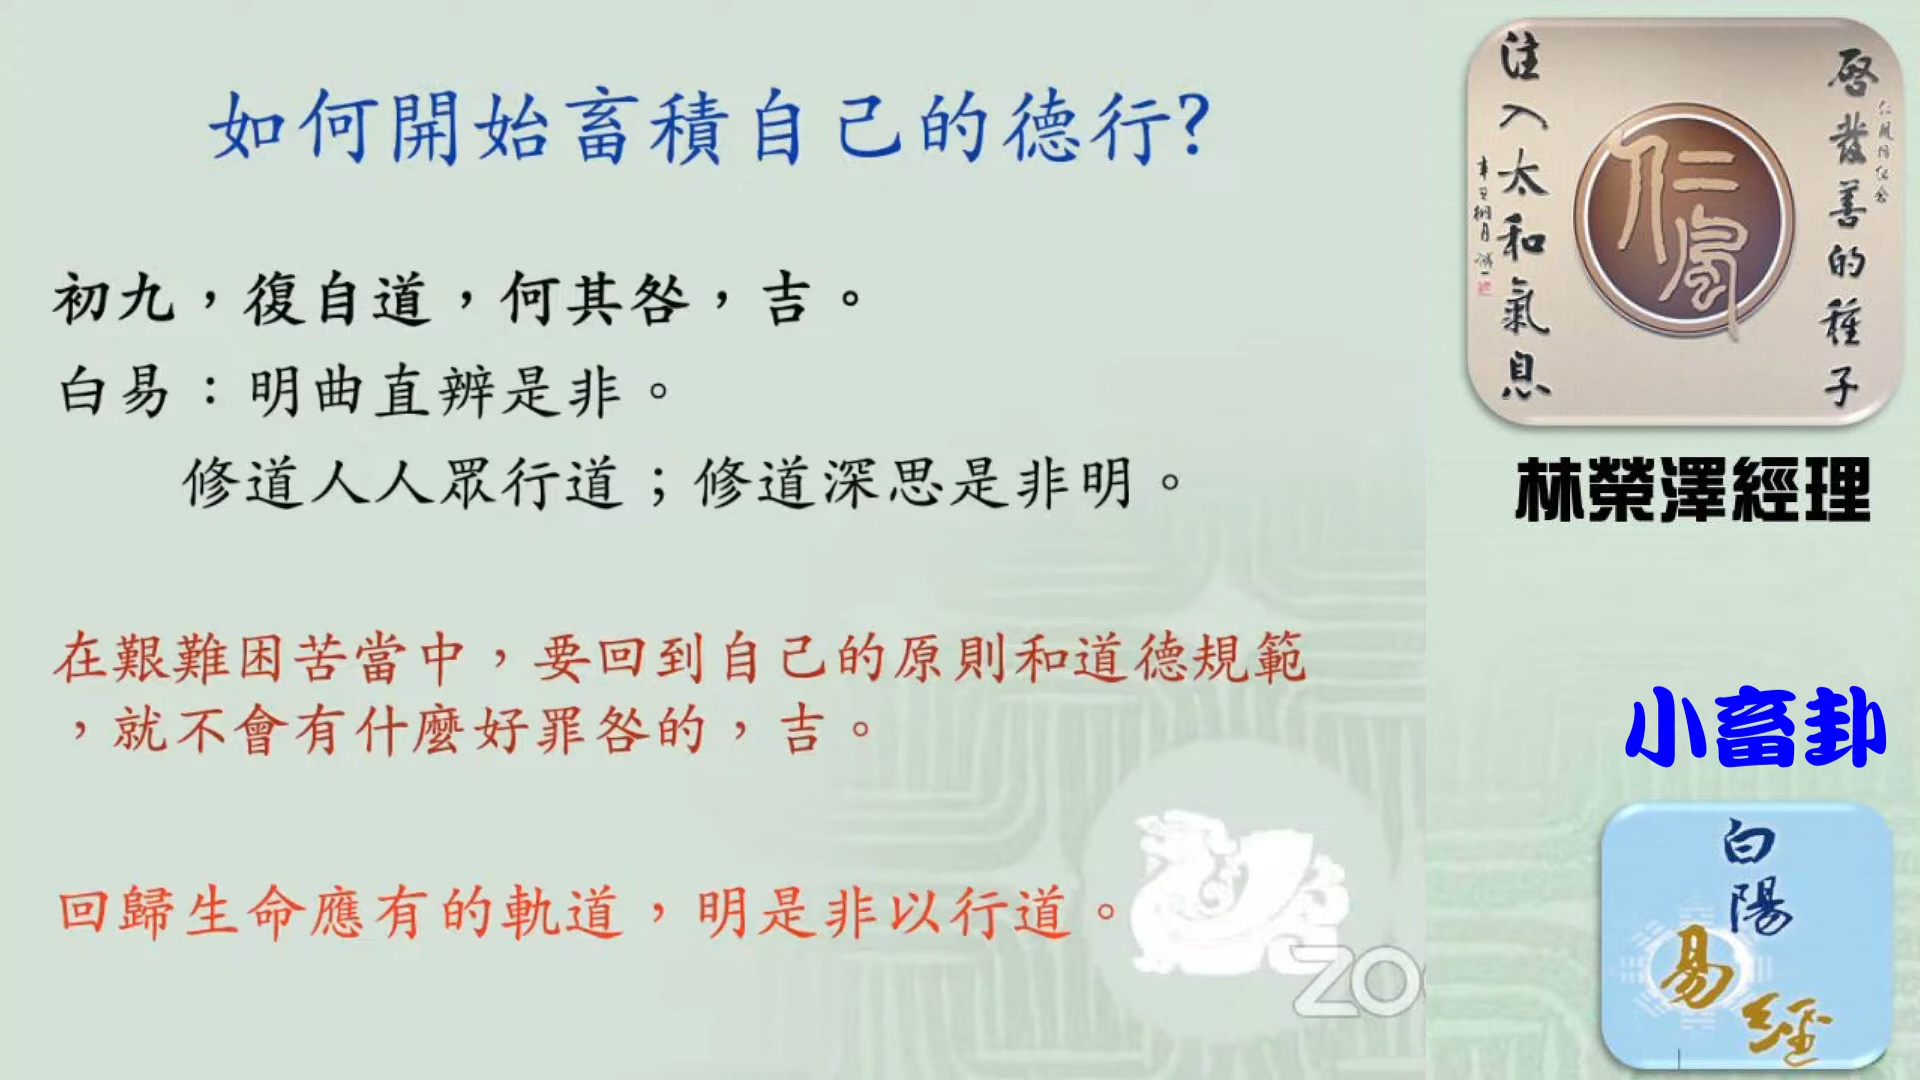 如何開始畜積自己的德行?
初九，復自道，何其咎，吉。
白易：明曲直辨是非。
修道人人眾行道；修道深思是非明。
在艱難困苦當中，要回到自己的原則和道德規範
，就不會有什麼好罪咎的，吉。
回歸生命應有的軌道，明是非以行道。
ZO
啓發善的種子
仁風
注入太和氣息
林榮澤經理
小畜卦
白陽
易經